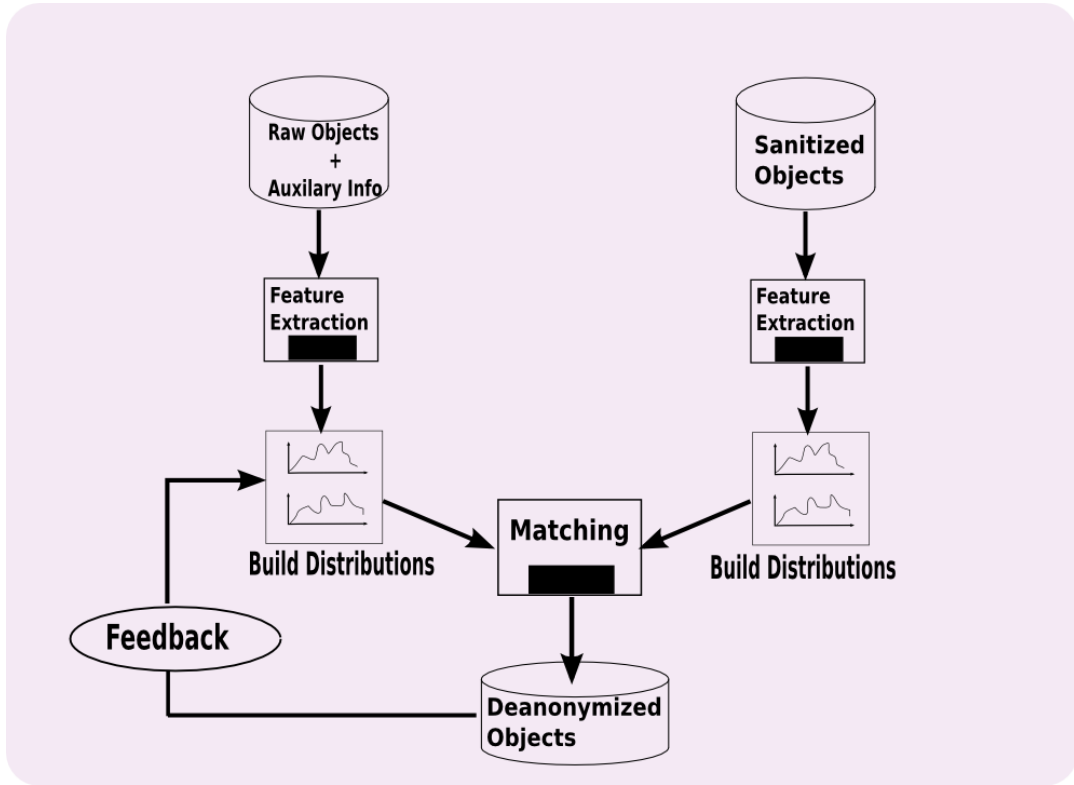 Raw Objects
+
Auxilary Info
Sanitized
Objects
Feature
Extraction
Feature
Extraction
Build Distributions
Matching
Build Distributions
Feedback
Deanonymized
Objects